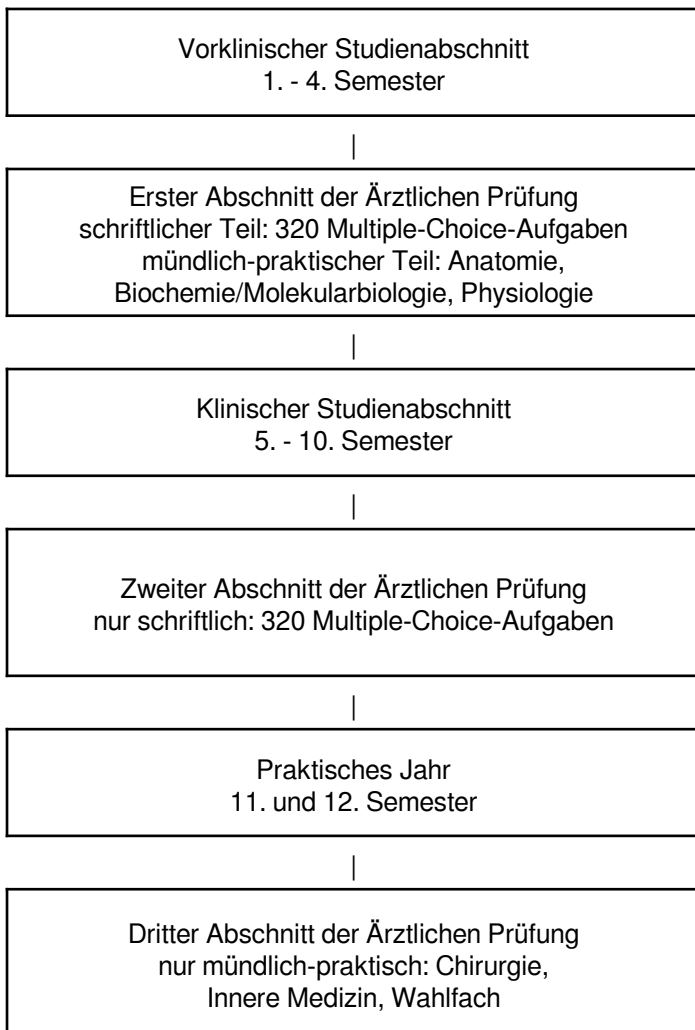 Vorklinischer Studienabschnitt
1. - 4. Semester
|
Erster Abschnitt der Ärztlichen Prüfung
schriftlicher Teil: 320 Multiple-Choice-Aufgaben
mündlich-praktischer Teil: Anatomie,
Biochemie/Molekularbiologie, Physiologie
|
Klinischer Studienabschnitt
5. - 10. Semester
|
Zweiter Abschnitt der Ärztlichen Prüfung
nur schriftlich: 320 Multiple-Choice-Aufgaben
|
Praktisches Jahr
11. und 12. Semester
|
Dritter Abschnitt der Ärztlichen Prüfung
nur mündlich-praktisch: Chirurgie,
Innere Medizin, Wahlfach